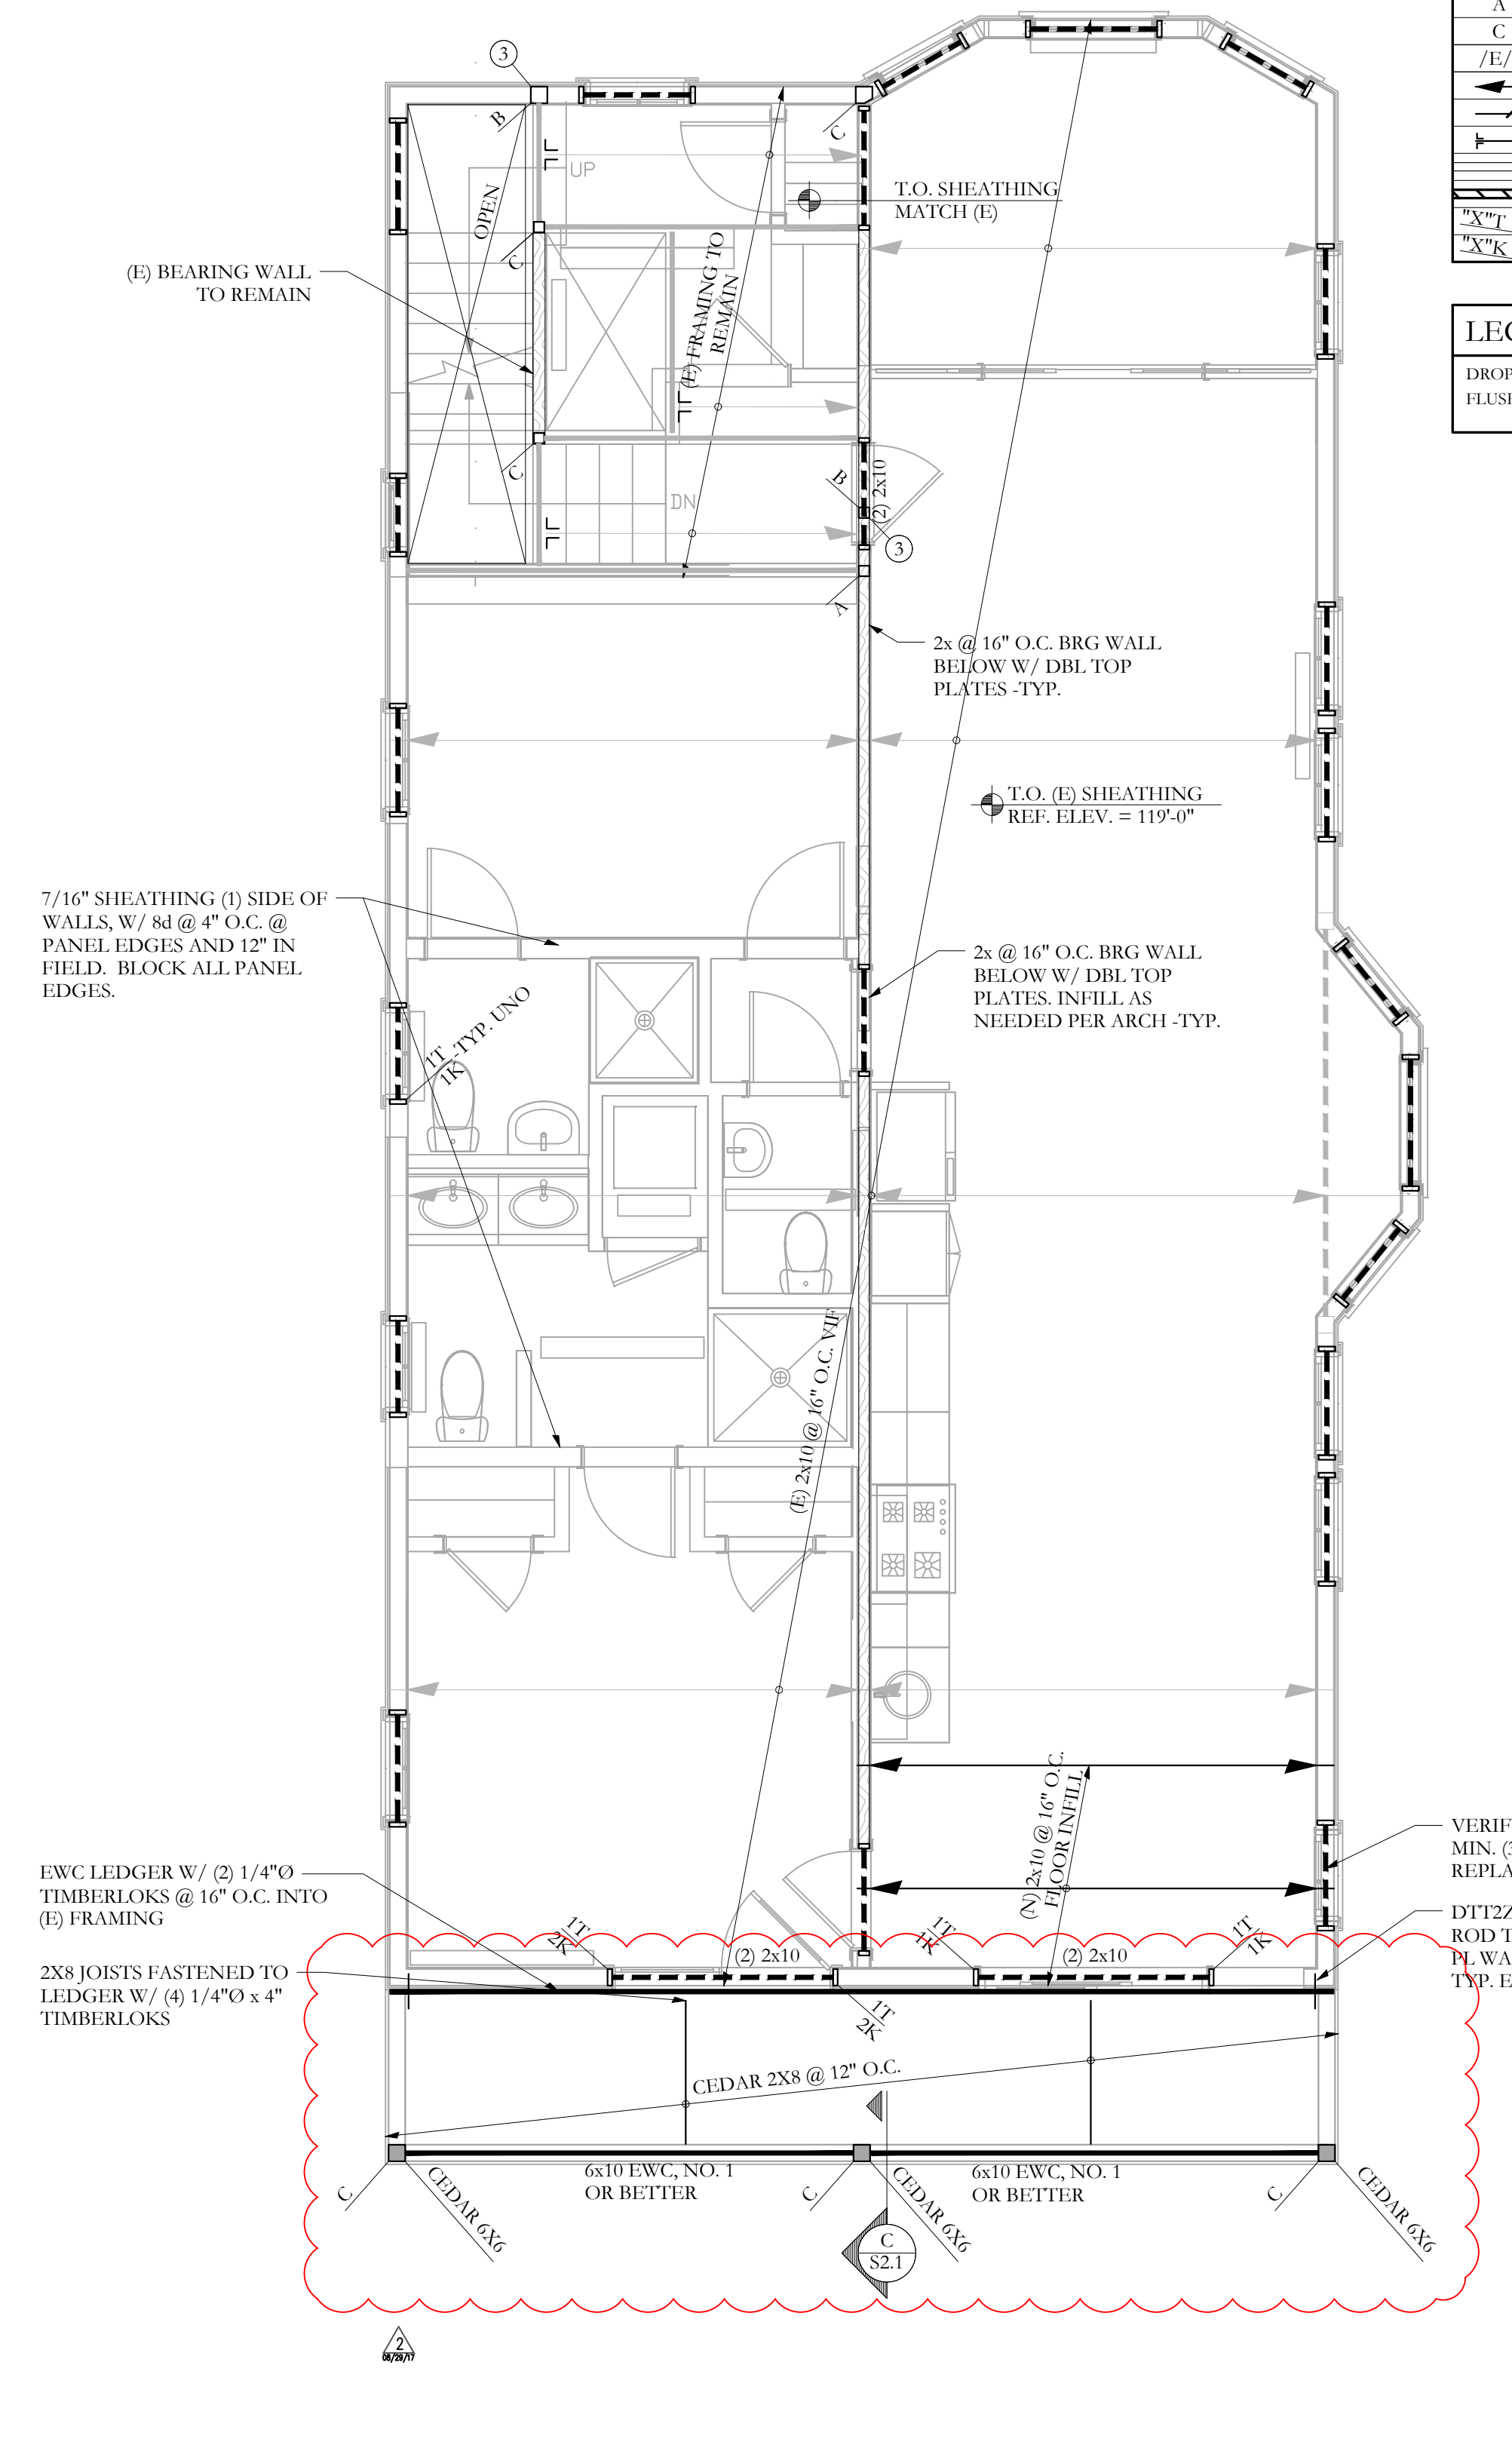 A
C
/E/
"X"T
"X"K
DROP
3
B
C
UP
OPEN
T.O. SHEATHING
MATCH (E)
C
(E) BEARING WALL
TO REMAIN
(E) FRAMING TO
REMAIN
C
B
(2) 2x10
DN
3
A
2x @ 16" O.C. BRG WALL
BELOW W/ DBL TOP
PLATES -TYP.
T.O. (E) SHEATHING
REF. ELEV. = 119'-0"
7/16" SHEATHING (1) SIDE OF
WALLS, W/ 8d @ 4" O.C. @
PANEL EDGES AND 12" IN
FIELD. BLOCK ALL PANEL
EDGES.
2x @ 16" O.C. BRG WALL
BELOW W/ DBL TOP
PLATES. INFILL AS
NEEDED PER ARCH -TYP.
1T
1K
-TYP. UNO
(E) 2x10 @ 16" O.C. VIF
(N) 2x10 @ 16" O.C.
FLOOR INFILL
MIN.
EWC LEDGER W/ (2) 1/4"Ø
TIMBERLOKS @ 16" O.C. INTO
(E) FRAMING
DTT2Z
ROD
PL
TYP.
1T
2K
(2) 2x10
1T
1K
(2) 2x10
1T
1K
2X8 JOISTS FASTENED TO
LEDGER W/ (4) 1/4"Ø x 4"
TIMBERLOKS
1T
2K
CEDAR 2X8 @ 12" O.C.
6x10 EWC, NO. 1
OR BETTER
6x10 EWC, NO. 1
OR BETTER
C
CEDAR 6X6
C
CEDAR 6X6
C
CEDAR 6X6
C
S2.1
2
08/29/17